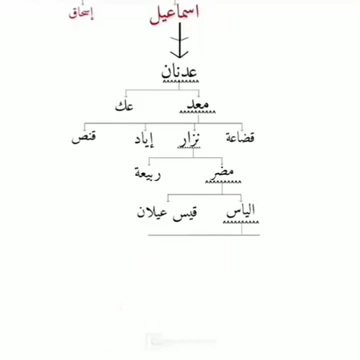 اسماعيل إسحاق
عدنان
معد عك
قضاعة نزار إياد قنص
مضر ربيعة
الياس قيس عيلان